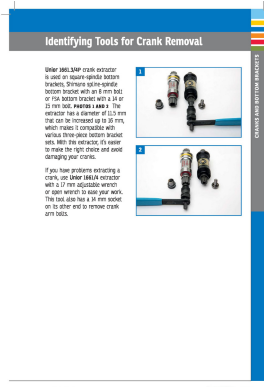 Identifying Tools for Crank Removal
Unior 1661.3/4P crank extractor
is used on square-spindle bottom
brackets, Shimano spline-spindle
bottom bracket with an 8 mm bolt
or FSA bottom bracket with a 14 or
15 mm bolt. PHOTOS 1 AND 2 The
extractor has a diameter of 11.5 mm
that can be increased up to 16 mm,
which makes it compatible with
various three-piece bottom bracket
sets. With this extractor, it's easier
to make the right choice and avoid
damaging your cranks.
If you have problems extracting a
crank, use Unior 1661/4 extractor
with a 17 mm adjustable wrench
or open wrench to ease your work.
This tool also has a 14 mm socket
on its other end to remove crank
arm bolts.
1
2
CRANKS AND BOTTOM BRACKETS